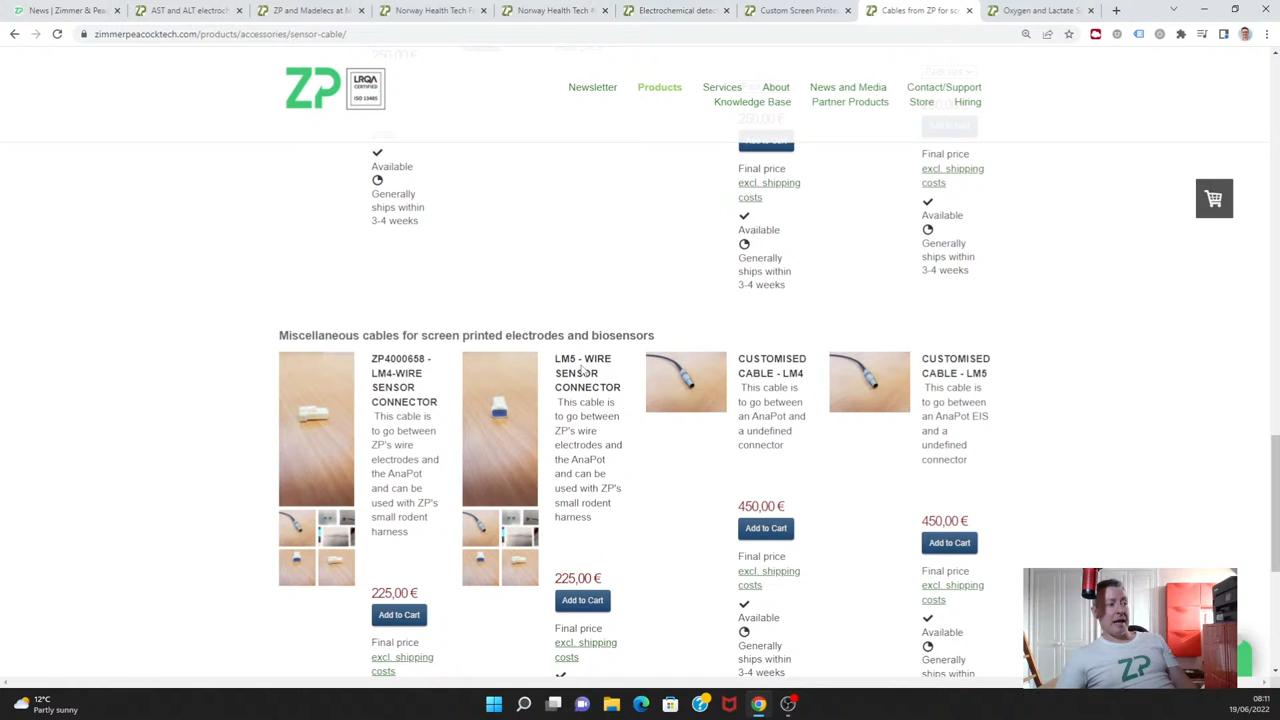 News | Zimmer Peacock
AST and ALT electroch
ZP and Madelecs at M
Norway Health Tech F
Norway Health Tech #
Electrochemical detec
Custom Screen Printe
Cables from ZP for sc
Oxygen and Lactate S
zimmerpeacocktech.com/products/accessories/sensor-cable/
ZP
LRQA
CERTIFIED
ISO 13485
Newsletter
Products
Services
About
News and Media
Contact/Support
Knowledge Base
Partner Products
Store
Hiring
250,00 €
Add to Cart
Available
Generally
ships within
3-4 weeks
Final price
excl. shipping
costs
Available
Generally
ships within
3-4 weeks
Final price
excl. shipping
costs
Available
Generally
ships within
3-4 weeks
Miscellaneous cables for screen printed electrodes and biosensors
ZP4000658 -
LM4-WIRE
SENSOR
CONNECTOR
This cable is
to go between
ZP's wire
electrodes and
the AnaPot
and can be
used with ZP's
small rodent
harness
225,00 €
Add to Cart
Final price
excl. shipping
costs
LM5 - WIRE
SENSOR
CONNECTOR
This cable is
to go between
ZP's wire
electrodes and
the AnaPot
and can be
used with ZP's
small rodent
harness
225,00 €
Add to Cart
Final price
excl. shipping
costs
CUSTOMISED
CABLE - LM4
This cable is
to go between
an AnaPot and
a undefined
connector
450,00 €
Add to Cart
Final price
excl. shipping
costs
Available
Generally
ships within
3-4 weeks
CUSTOMISED
CABLE - LM5
This cable is
to go between
an AnaPot EIS
and a
undefined
connector
450,00 €
Add to Cart
Final price
excl. shipping
costs
Available
Generally
ships within
ZP
12°C
Partly sunny
08:11
19/06/2022